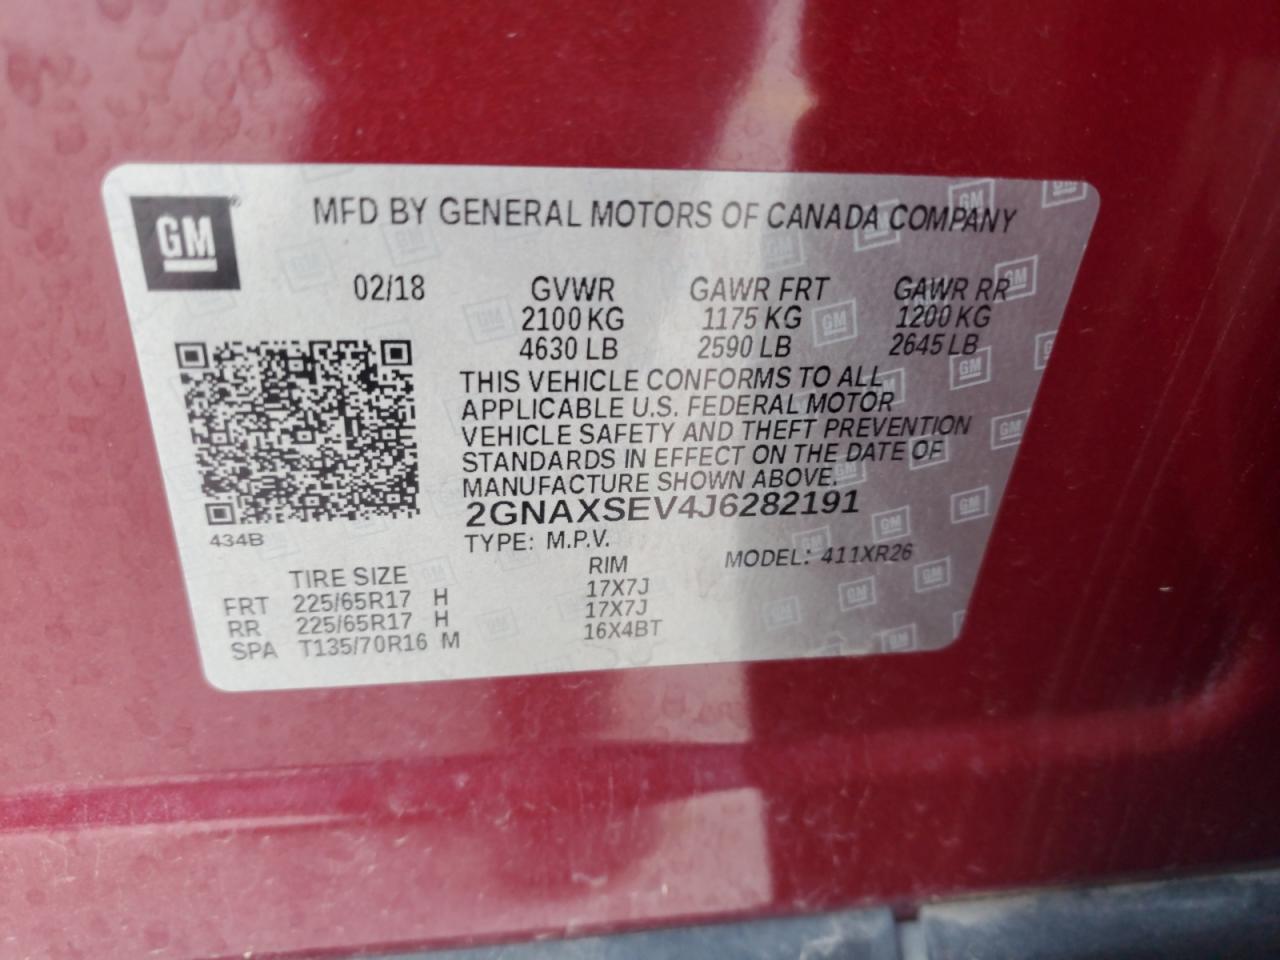 GM
MFD BY GENERAL MOTORS OF CANADA COMPANY
02/18 GVWR GAWR FRT GAWR RR
2100 KG 1175 KG 1200 KG
4630 LB 2590 LB 2645 LB
THIS VEHICLE CONFORMS TO ALL
APPLICABLE U.S. FEDERAL MOTOR
VEHICLE SAFETY AND THEFT PREVENTION
STANDARDS IN EFFECT ON THE DATE OF
MANUFACTURE SHOWN ABOVE.
2GNAXSEV4J6282191
434B
TYPE: M.P.V. MODEL: 411XR26
TIRE SIZE RIM
FRT 225/65R17 H 17X7J
RR 225/65R17 H 17X7J
SPA T135/70R16 M 16X4BT